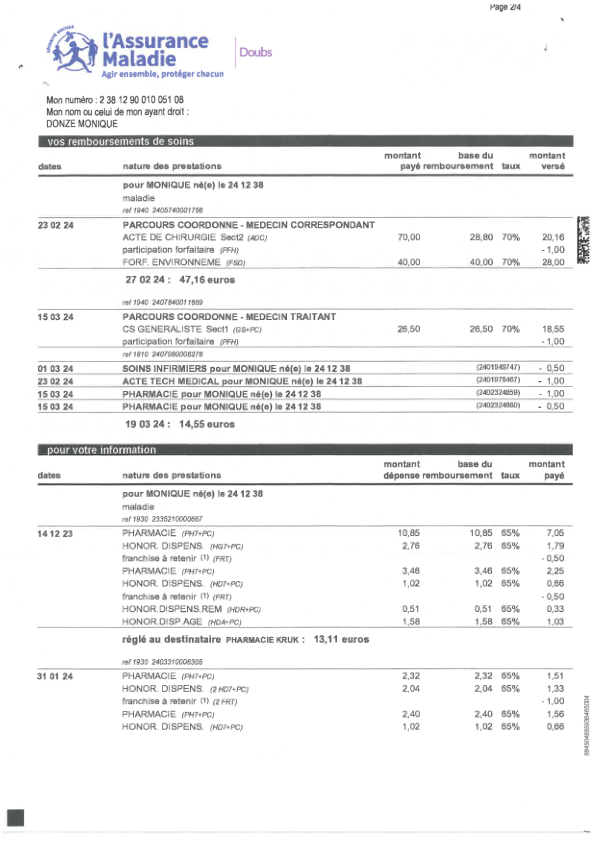 Page 2/4
SÉCURITÉ SOCIALE
l'Assurance
Maladie
Agir ensemble, protéger chacun
Doubs
Mon numéro : 2 38 12 90 010 051 08
Mon nom ou celui de mon ayant droit :
DONZE MONIQUE
vos remboursements de soins
dates nature des prestations montant payé base du remboursement taux montant versé
pour MONIQUE né(e) le 24 12 38
maladie
ref 1940 2405740001756
23 02 24 PARCOURS COORDONNE - MEDECIN CORRESPONDANT
ACTE DE CHIRURGIE Sect2 (ADC) 70,00 28,80 70% 20,16
participation forfaitaire (PFH) - 1,00
FORF. ENVIRONNEME (FSD) 40,00 40,00 70% 28,00
27 02 24 : 47,16 euros
ref 1940 2407840011669
15 03 24 PARCOURS COORDONNE - MEDECIN TRAITANT
CS GENERALISTE Sect1 (GS+PC) 26,50 26,50 70% 18,55
participation forfaitaire (PFH) - 1,00
ref 1810 2407980006276
01 03 24 SOINS INFIRMIERS pour MONIQUE né(e) le 24 12 38 (2401949747) - 0,50
23 02 24 ACTE TECH MEDICAL pour MONIQUE né(e) le 24 12 38 (2401978467) - 1,00
15 03 24 PHARMACIE pour MONIQUE né(e) le 24 12 38 (2402324859) - 1,00
15 03 24 PHARMACIE pour MONIQUE né(e) le 24 12 38 (2402324860) - 0,50
19 03 24 : 14,55 euros
pour votre information
dates nature des prestations montant dépense base du remboursement taux montant payé
pour MONIQUE né(e) le 24 12 38
maladie
ref 1930 2335210000867
14 12 23 PHARMACIE (PH7+PC) 10,85 10,85 65% 7,05
HONOR. DISPENS. (HG7+PC) 2,76 2,76 65% 1,79
franchise à retenir (1) (FRT) - 0,50
PHARMACIE (PH7+PC) 3,46 3,46 65% 2,25
HONOR. DISPENS. (HD7+PC) 1,02 1,02 65% 0,66
franchise à retenir (1) (FRT) - 0,50
HONOR.DISPENS.REM (HDR+PC) 0,51 0,51 65% 0,33
HONOR.DISP.AGE (HDA+PC) 1,58 1,58 65% 1,03
réglé au destinataire PHARMACIE KRUK : 13,11 euros
ref 1930 2403310006305
31 01 24 PHARMACIE (PH7+PC) 2,32 2,32 65% 1,51
HONOR. DISPENS. (2 HD7+PC) 2,04 2,04 65% 1,33
franchise à retenir (1) (2 FRT) - 1,00
PHARMACIE (PH7+PC) 2,40 2,40 65% 1,56
HONOR. DISPENS. (HD7+PC) 1,02 1,02 65% 0,66